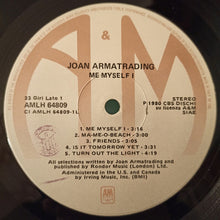 &
A M
JOAN ARMATRADING
ME MYSELF I
33 Giri Lato 1
AMLH 64809
CI AMLH 64809-1L
STEREO
℗ 1980 CBS DISCHI
su licenza A&M
SIAE
1. ME MYSELF I - 3:16
2. MA-ME-O-BEACH - 3:00
3. FRIENDS - 3:05
4. IS IT TOMORROW YET - 3:31
5. TURN OUT THE LIGHT - 4:15
All selections written by Joan Armatrading and
published by Rondor Music (London) Ltd.
Administered in the U.S. and Canada
by Irving Music, Inc. (BMI)